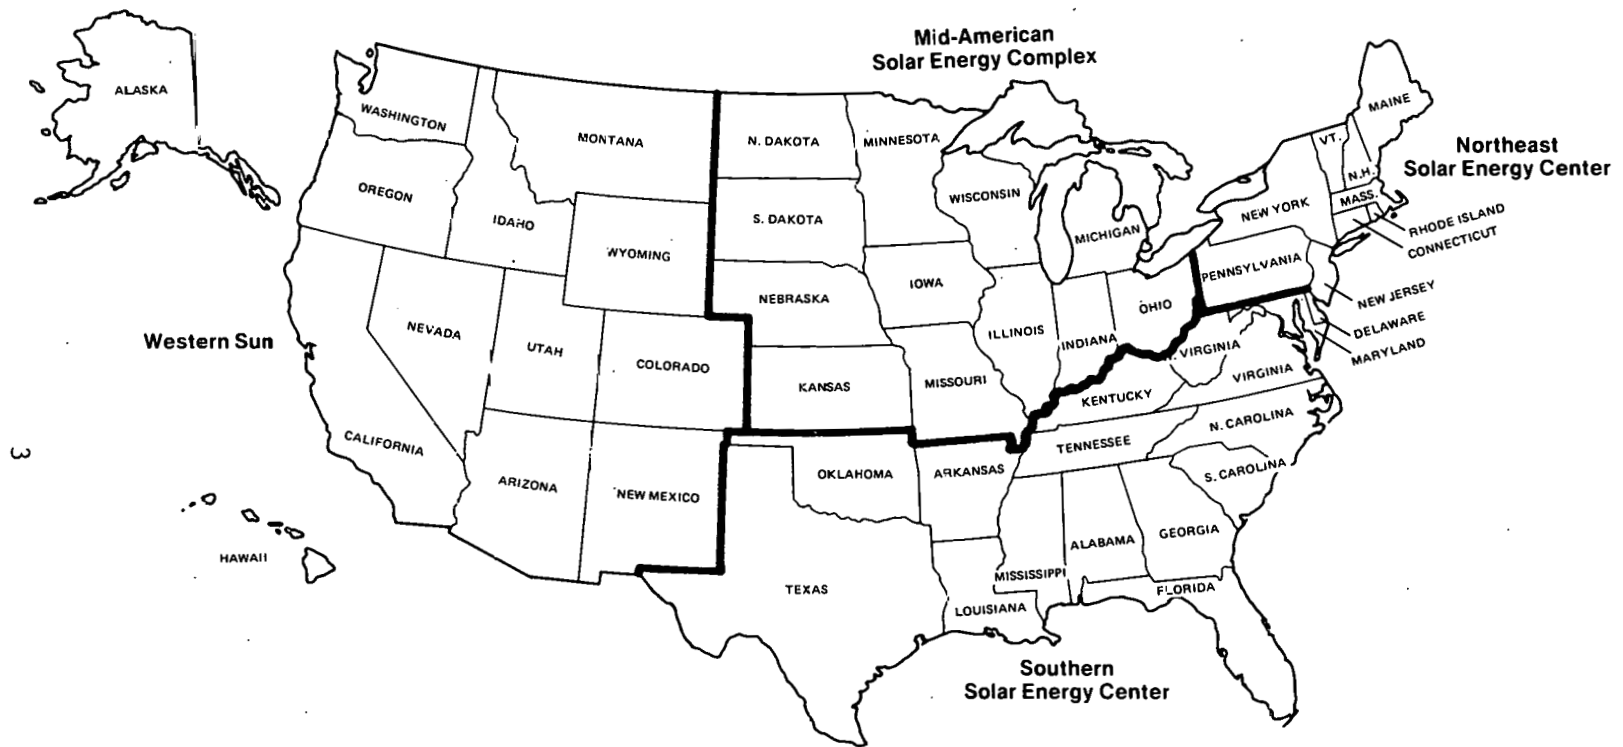 Mid-American
Solar Energy Complex
ALASKA
WASHINGTON
MONTANA
N. DAKOTA
MINNESOTA
MAINE
VT.
N.H.
Northeast
Solar Energy Center
OREGON
IDAHO
WYOMING
S. DAKOTA
WISCONSIN
MICHIGAN
NEW YORK
MASS.
RHODE ISLAND
CONNECTICUT
PENNSYLVANIA
NEW JERSEY
DELAWARE
MARYLAND
Western Sun
NEVADA
UTAH
COLORADO
NEBRASKA
IOWA
ILLINOIS
INDIANA
OHIO
VIRGINIA
VIRGINIA
KANSAS
MISSOURI
KENTUCKY
CALIFORNIA
ARIZONA
NEW MEXICO
OKLAHOMA
ARKANSAS
TENNESSEE
N. CAROLINA
S. CAROLINA
3
HAWAII
TEXAS
LOUISIANA
MISSISSIPPI
ALABAMA
GEORGIA
FLORIDA
Southern
Solar Energy Center